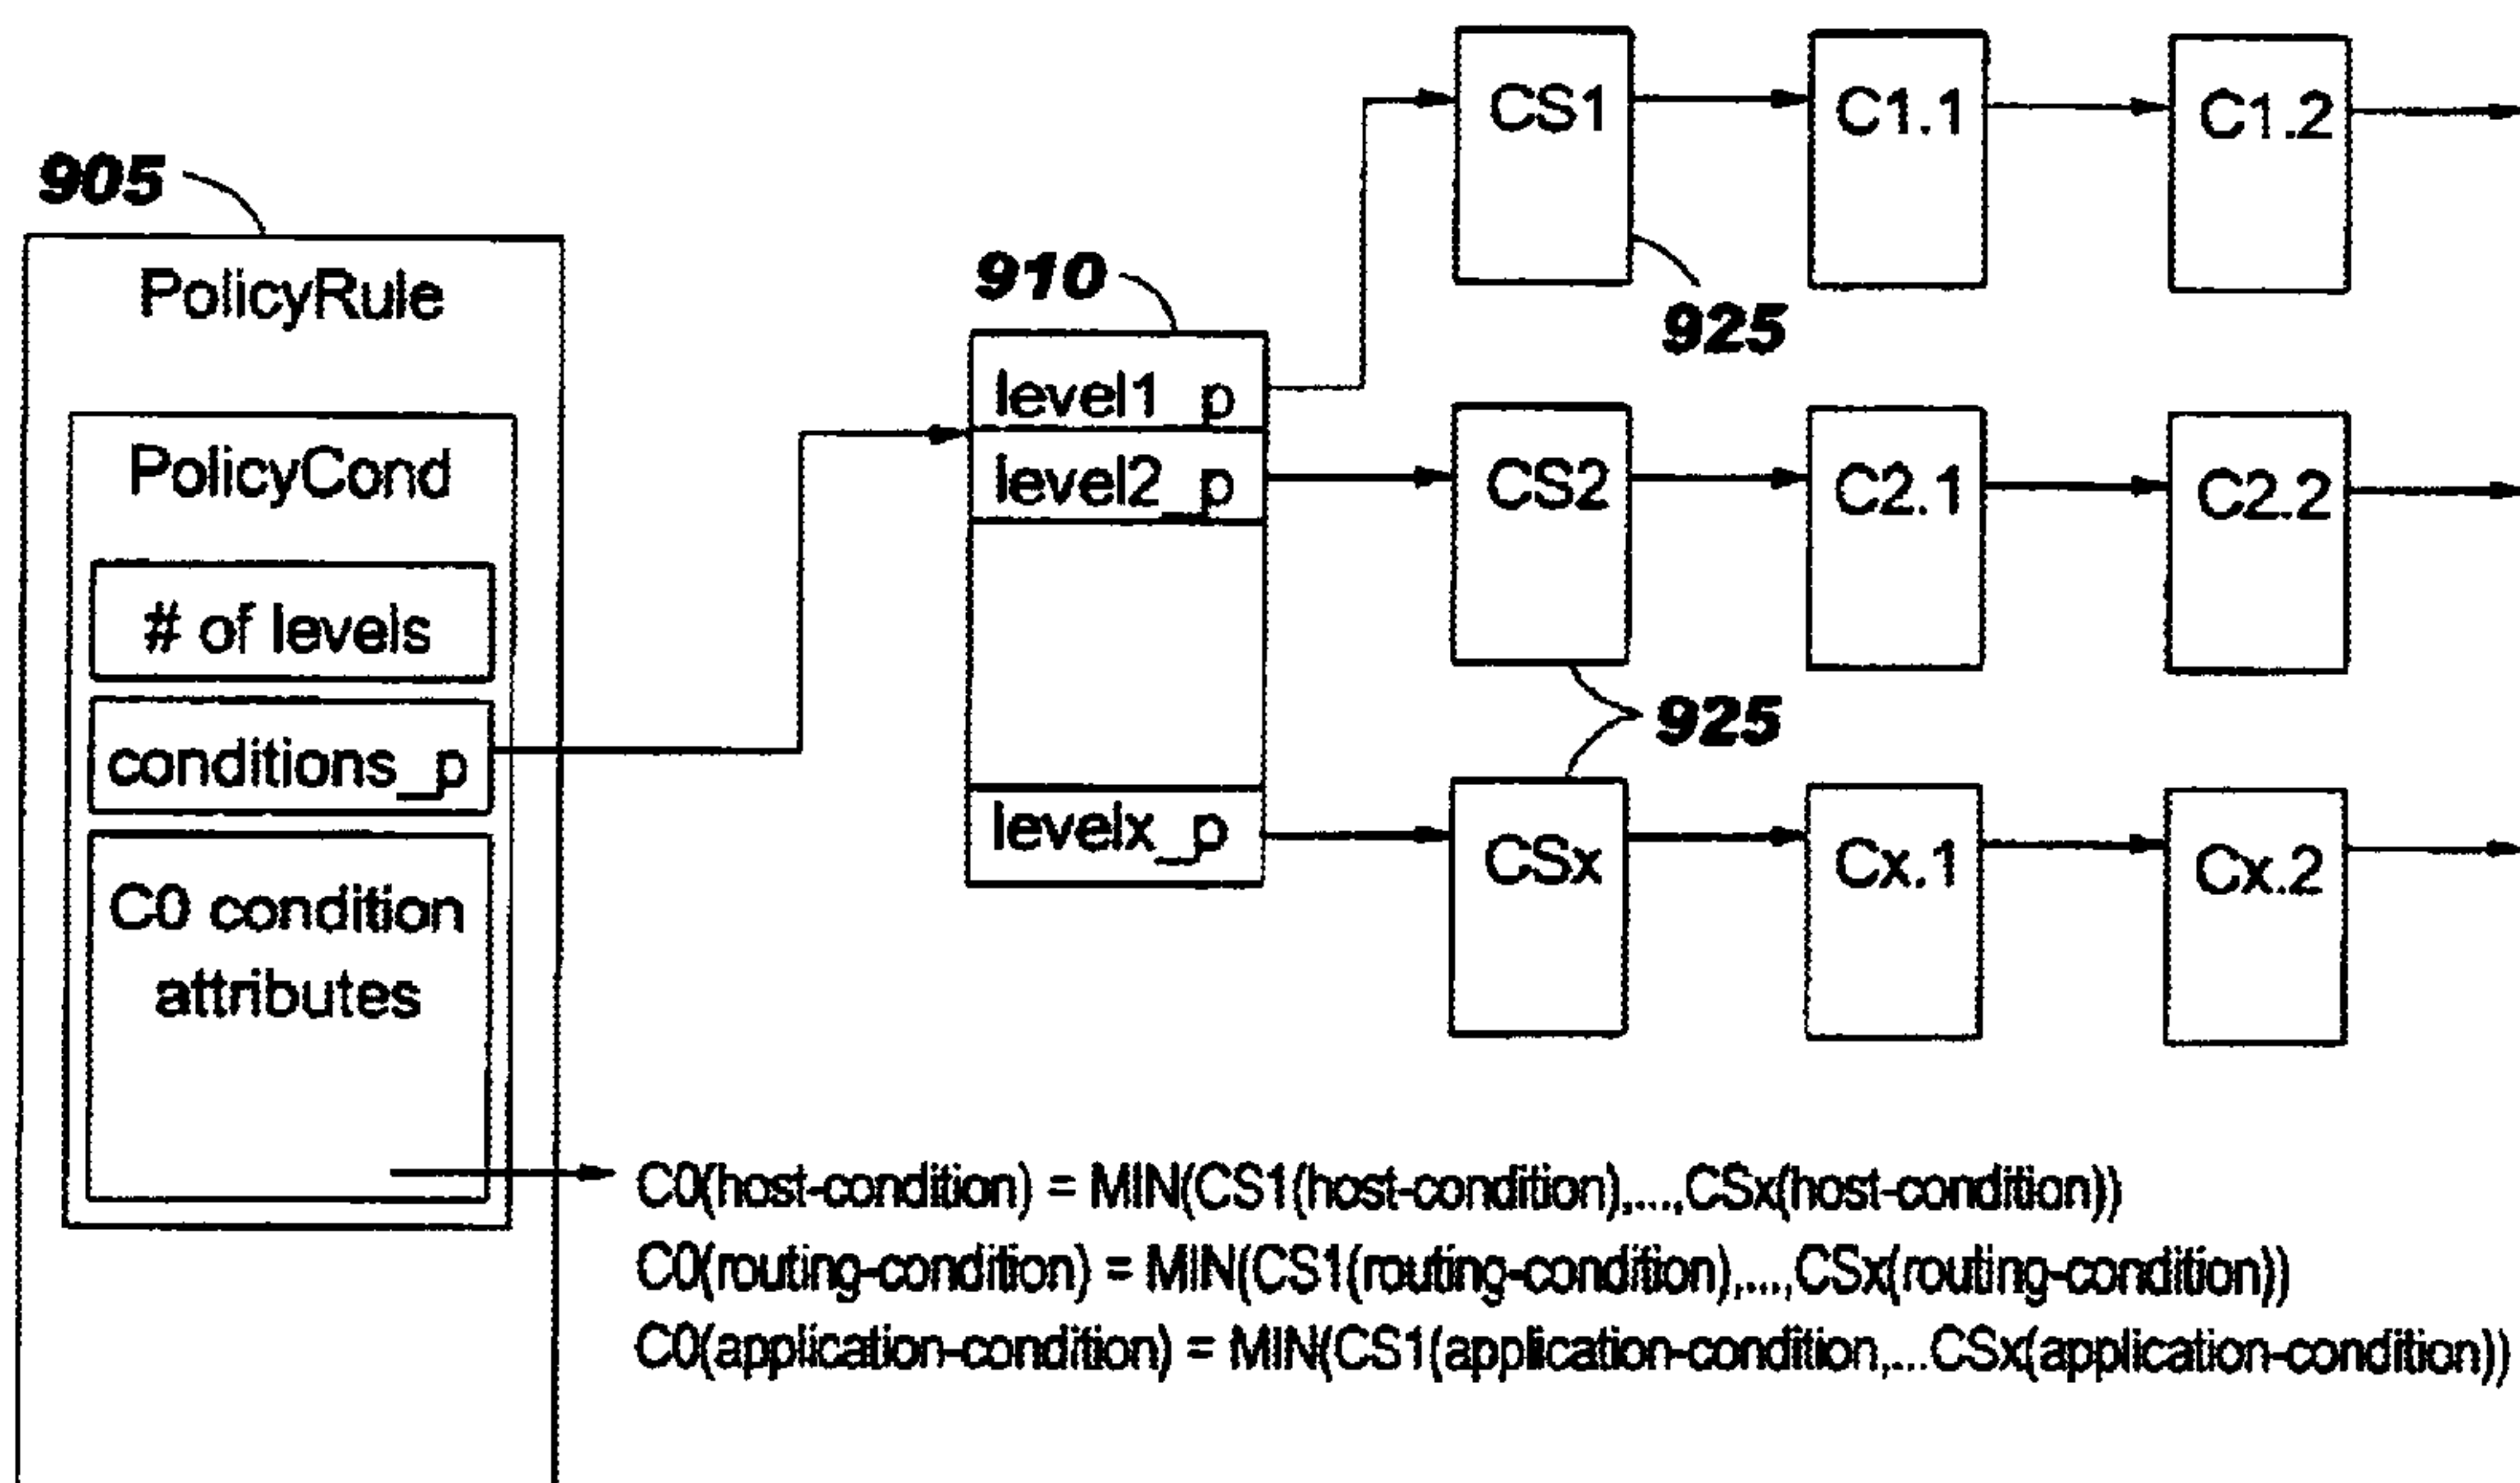 905
PolicyRule
PolicyCond
# of levels
conditions_p
C0 condition
attributes
910
level1_p
level2_p
levelx_p
CS1
C1.1
C1.2
925
CS2
C2.1
C2.2
925
CSx
Cx.1
Cx.2
C0(host-condition) = MIN(CS1(host-condition),...,CSx(host-condition))
C0(routing-condition) = MIN(CS1(routing-condition),...,CSx(routing-condition))
C0(application-condition) = MIN(CS1(application-condition,...CSx(application-condition))